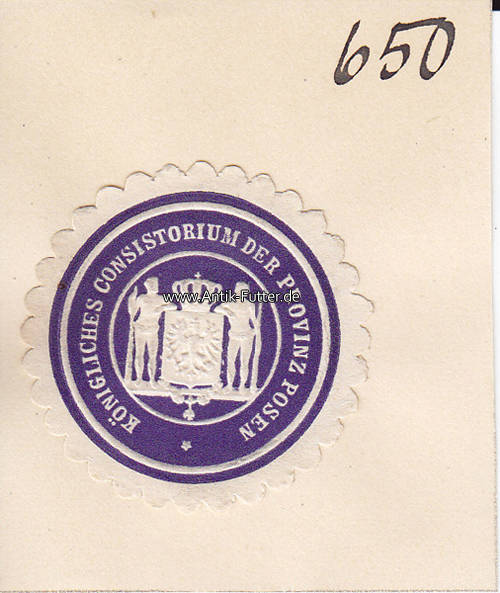 650
KÖNIGLICHES CONSISTORIUM DER PROVINZ POSEN
www.Antik-Futter.de